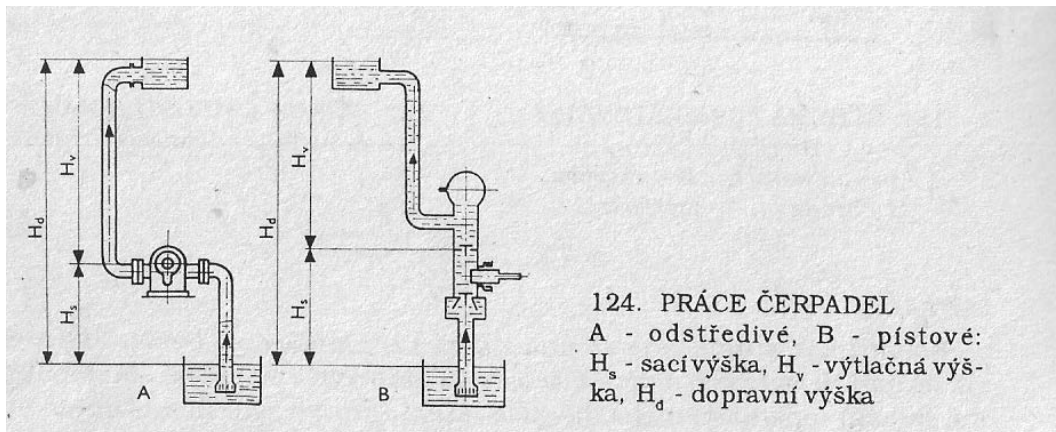 H_v
H_d
H_s
A
H_v
H_d
H_s
B
124. PRÁCE ČERPADEL
A - odstředivé, B - pístové:
H_s - sací výška, H_v - výtlačná výš-
ka, H_d - dopravní výška